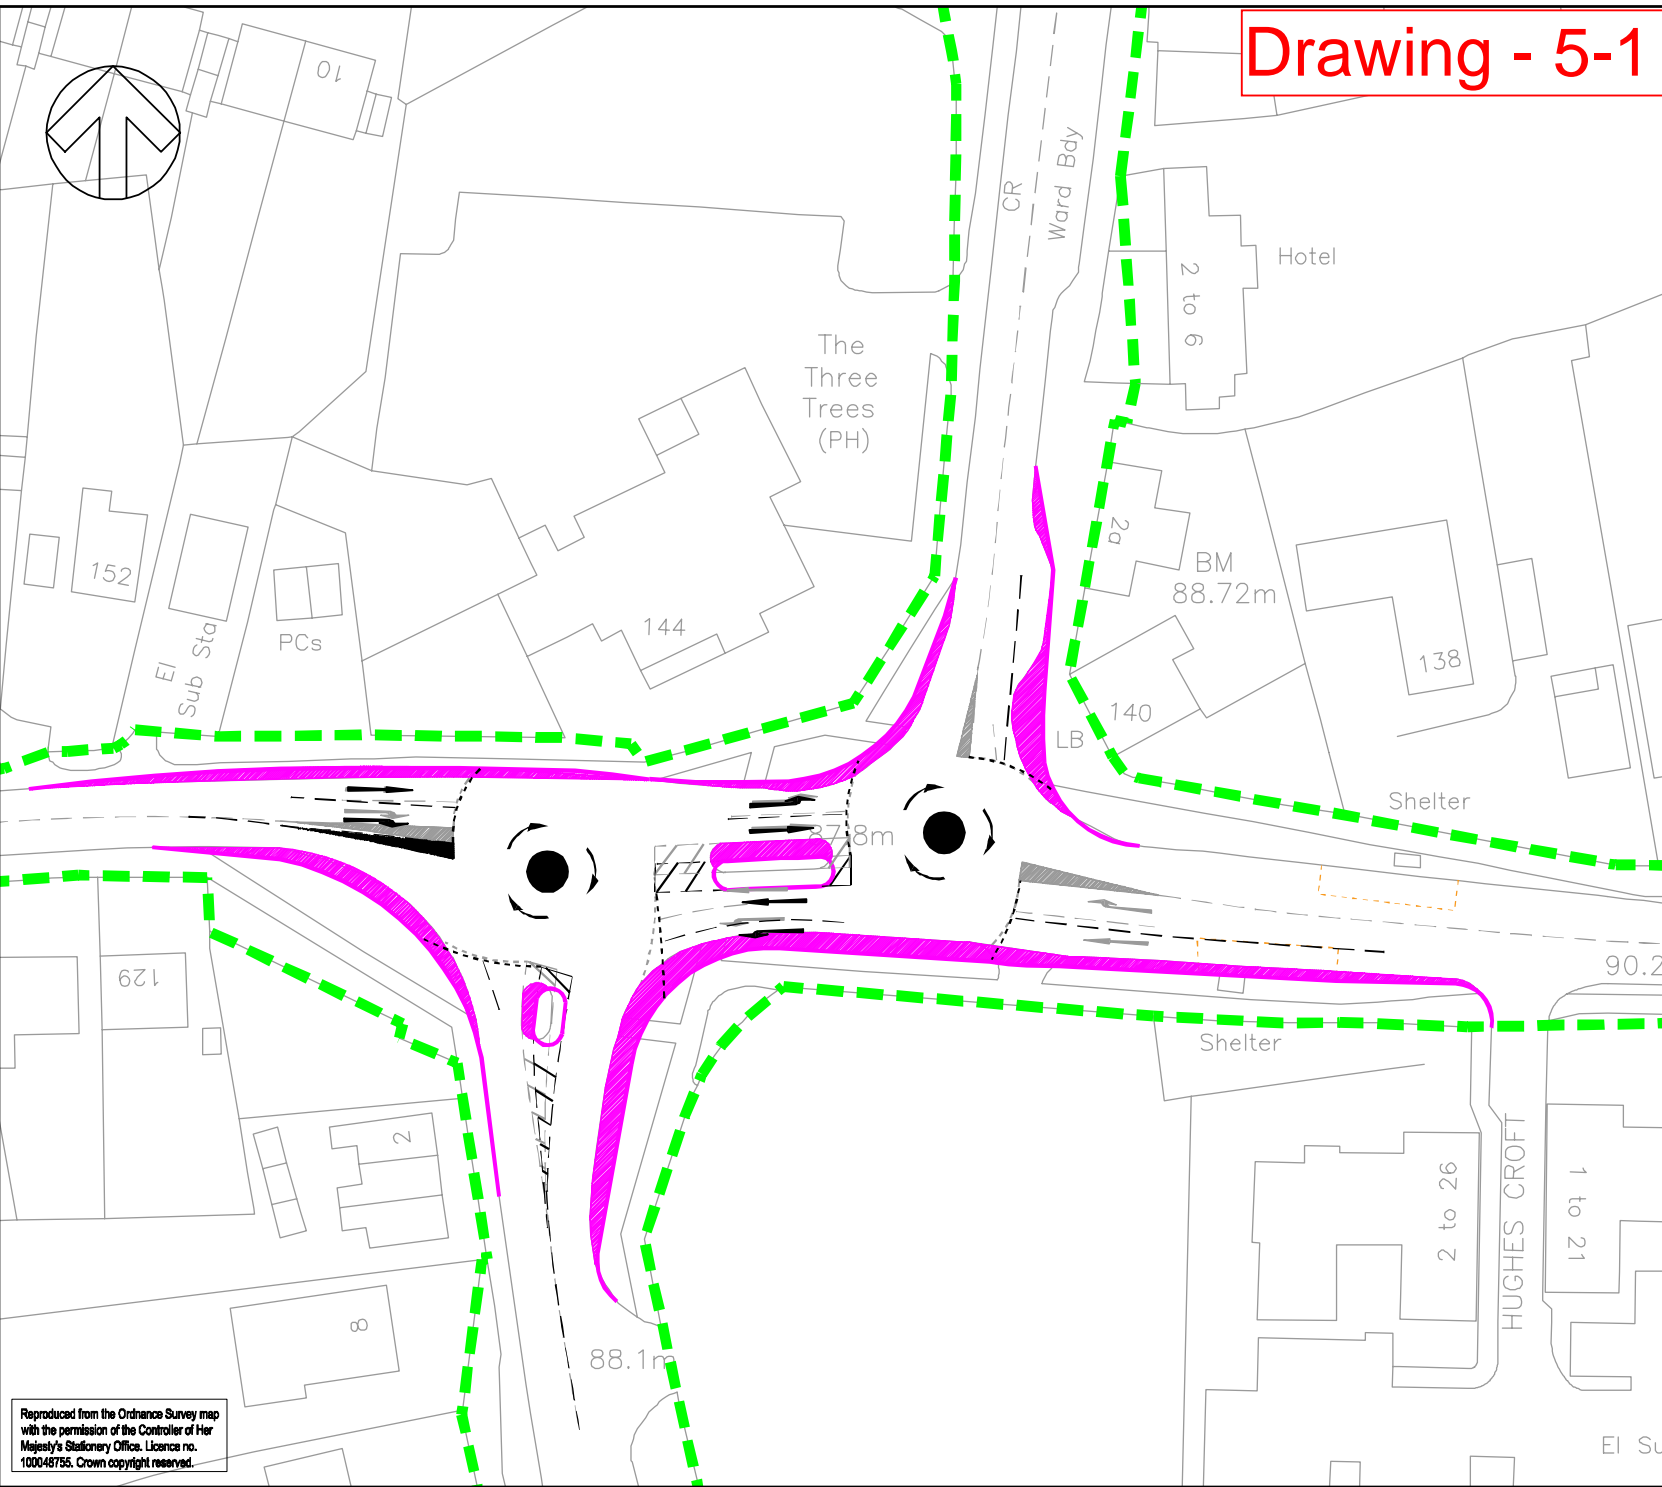 Drawing - 5-1
10
CR
Ward Bdy
Hotel
2 to 6
The
Three
Trees
(PH)
2a
BM
88.72m
152
El
Sub Sta
PCs
144
138
140
LB
Shelter
87.8m
90.2
129
Shelter
2
HUGHES CROFT
2 to 26
1 to 21
8
88.1m
El Su
Reproduced from the Ordnance Survey map
with the permission of the Controller of Her
Majesty's Stationery Office. Licence no.
100048755. Crown copyright reserved.